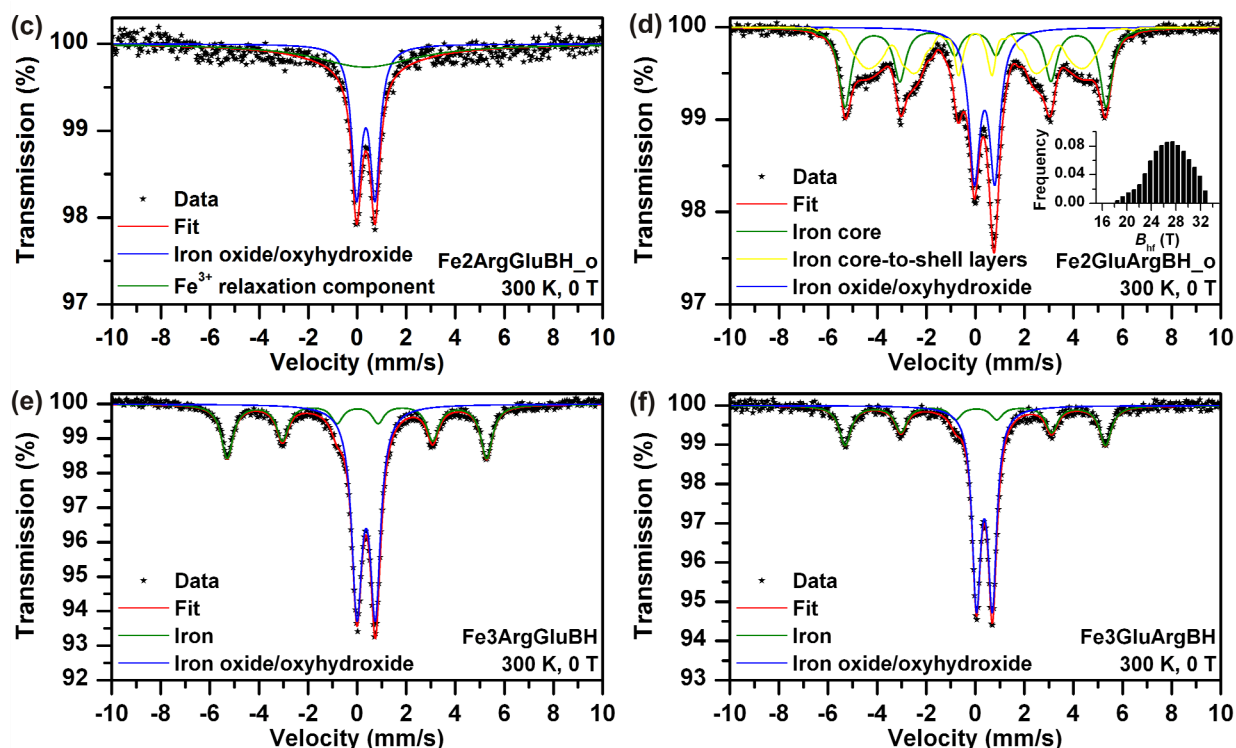 (c)
100
99
98
97
Transmission (%)
Data
Fit
Iron oxide/oxyhydroxide
Fe3+ relaxation component
Fe2ArgGluBH_o
300 K, 0 T
-10 -8 -6 -4 -2 0 2 4 6 8 10
Velocity (mm/s)
(d)
100
99
98
97
Transmission (%)
Data
Fit
Iron core
Iron core-to-shell layers
Iron oxide/oxyhydroxide
Frequency
0.08
0.04
0.00
16 20 24 28 32 36
Bhf (T)
Fe2GluArgBH_o
300 K, 0 T
-10 -8 -6 -4 -2 0 2 4 6 8 10
Velocity (mm/s)
(e)
100
99
98
97
96
95
94
93
92
Transmission (%)
Data
Fit
Iron
Iron oxide/oxyhydroxide
Fe3ArgGluBH
300 K, 0 T
-10 -8 -6 -4 -2 0 2 4 6 8 10
Velocity (mm/s)
(f)
100
99
98
97
96
95
94
93
Transmission (%)
Data
Fit
Iron
Iron oxide/oxyhydroxide
Fe3GluArgBH
300 K, 0 T
-10 -8 -6 -4 -2 0 2 4 6 8 10
Velocity (mm/s)